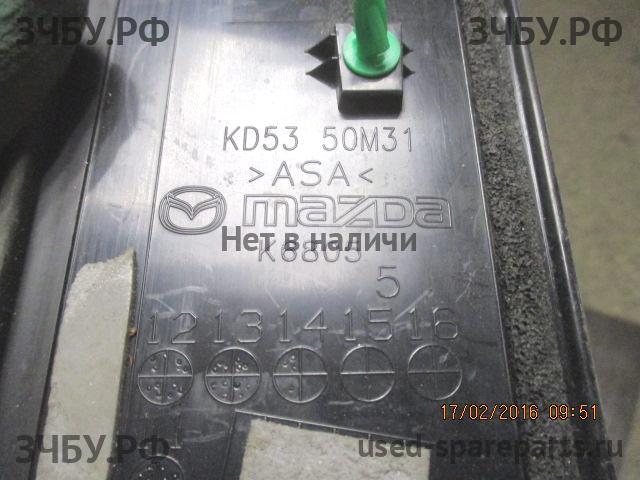 ЗЧБУ.РФ
ЗЧБУ.РФ
KD53 50M31
>ASA<
mazda
Нет в наличи
5
12 13 14 15 16
17/02/2016 09:51
ЗЧБУ.РФ
used-spareparts.ru